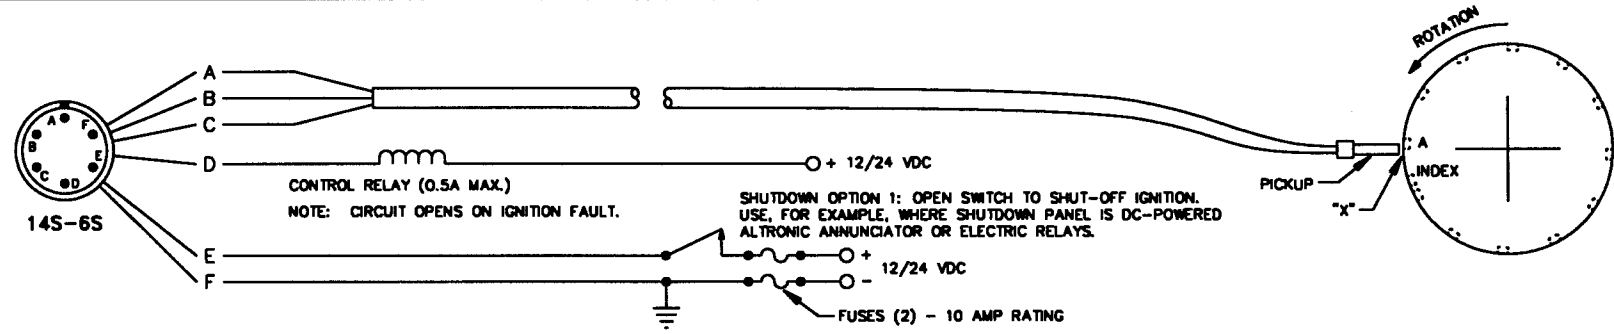 ROTATION
A
B
C
D
E
F
A
F
B
E
C
D
14S-6S
+ 12/24 VDC
CONTROL RELAY (0.5A MAX.)
NOTE: CIRCUIT OPENS ON IGNITION FAULT.
SHUTDOWN OPTION 1: OPEN SWITCH TO SHUT-OFF IGNITION.
USE, FOR EXAMPLE, WHERE SHUTDOWN PANEL IS DC-POWERED
ALTRONIC ANNUNCIATOR OR ELECTRIC RELAYS.
+
12/24 VDC
-
FUSES (2) - 10 AMP RATING
PICKUP
"X"
A
INDEX